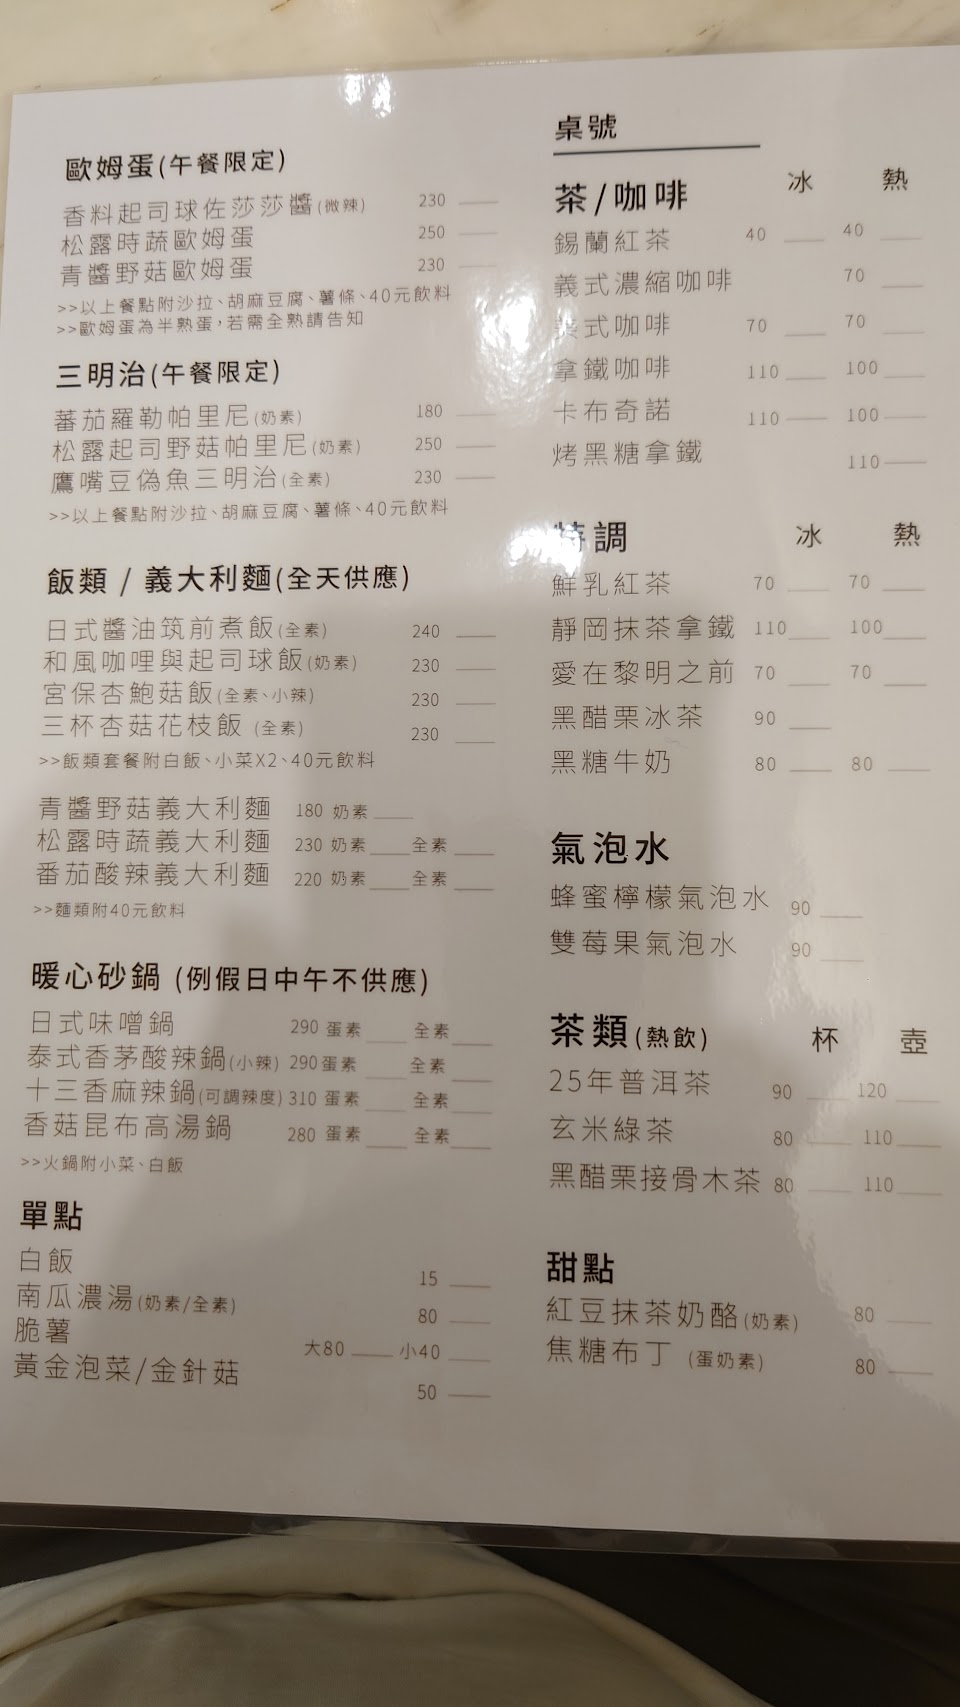 歐姆蛋(午餐限定)
香料起司球佐莎莎醬(微辣) 230
松露時蔬歐姆蛋 250
青醬野菇歐姆蛋 230
>>以上餐點附沙拉、胡麻豆腐、薯條、40元飲料
>>歐姆蛋為半熟蛋,若需全熟請告知
三明治(午餐限定)
蕃茄羅勒帕里尼(奶素) 180
松露起司野菇帕里尼(奶素) 250
鷹嘴豆偽魚三明治(全素) 230
>>以上餐點附沙拉、胡麻豆腐、薯條、40元飲料
飯類 / 義大利麵(全天供應)
日式醬油筑前煮飯(全素) 240
和風咖哩與起司球飯(奶素) 230
宮保杏鮑菇飯(全素、小辣) 230
三杯杏菇花枝飯 (全素) 230
>>飯類套餐附白飯、小菜X2、40元飲料
青醬野菇義大利麵 180 奶素
松露時蔬義大利麵 230 奶素 全素
番茄酸辣義大利麵 220 奶素 全素
>>麵類附40元飲料
暖心砂鍋 (例假日中午不供應)
日式味噌鍋 290 蛋素 全素
泰式香茅酸辣鍋(小辣) 290 蛋素 全素
十三香麻辣鍋(可調辣度) 310 蛋素 全素
香菇昆布高湯鍋 280 蛋素 全素
>>火鍋附小菜、白飯
單點
白飯 15
南瓜濃湯(奶素/全素) 80
脆薯 大80 小40
黃金泡菜/金針菇 50
桌號
茶/咖啡 冰 熱
錫蘭紅茶 40 40
義式濃縮咖啡 70
美式咖啡 70 70
拿鐵咖啡 110 100
卡布奇諾 110 100
烤黑糖拿鐵 110
特調 冰 熱
鮮乳紅茶 70 70
靜岡抹茶拿鐵 110 100
愛在黎明之前 70 70
黑醋栗冰茶 90
黑糖牛奶 80 80
氣泡水
蜂蜜檸檬氣泡水 90
雙莓果氣泡水 90
茶類(熱飲) 杯 壺
25年普洱茶 90 120
玄米綠茶 80 110
黑醋栗接骨木茶 80 110
甜點
紅豆抹茶奶酪(奶素) 80
焦糖布丁 (蛋奶素) 80